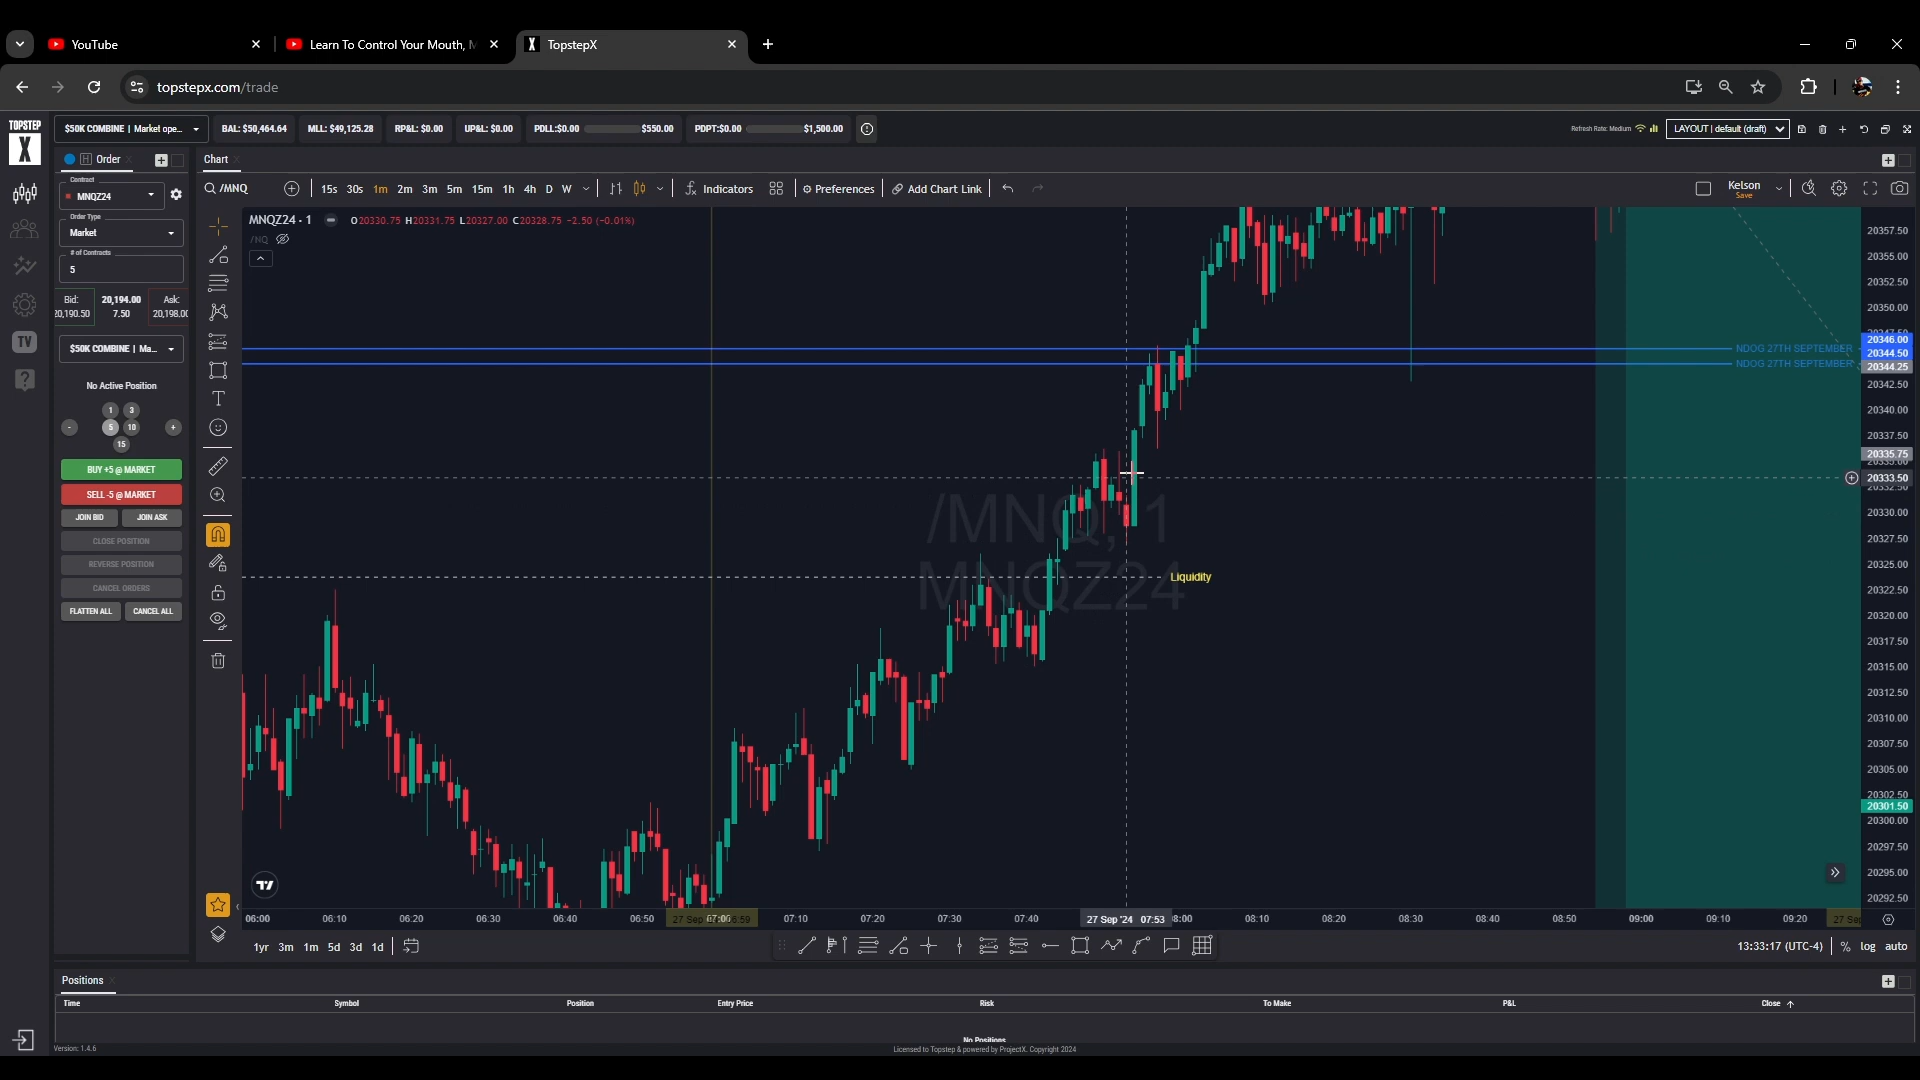 YouTube
Learn To Control Your Mouth, M
TopstepX
topstepx.com/trade
TOPSTEP
X
$50K COMBINE | Market ope...
BAL: $50,464.64
MLL: $49,125.28
RP&L: $0.00
UP&L: $0.00
PDLL:$0.00
$550.00
PDPT:$0.00
$1,500.00
Refresh Rate: Medium
LAYOUT | default (draft)
Order
Chart
Contract
MNQZ24
/MNQ
15s 30s 1m 2m 3m 5m 15m 1h 4h D W
Indicators
Preferences
Add Chart Link
Kelson
Save
Order Type
Market
# of Contracts
5
MNQZ24 · 1
O20330.75 H20331.75 L20327.00 C20328.75 −2.50 (−0.01%)
/NQ
Bid:
20,190.50
20,194.00
7.50
Ask:
20,198.00
$50K COMBINE | Ma...
No Active Position
1
3
-
5
10
+
15
BUY +5 @ MARKET
SELL -5 @ MARKET
JOIN BID
JOIN ASK
CLOSE POSITION
REVERSE POSITION
CANCEL ORDERS
FLATTEN ALL
CANCEL ALL
TV
/MNQ, 1
MNQZ24
NDOG 27TH SEPTEMBER
NDOG 27TH SEPTEMBER
Liquidity
20357.50
20355.00
20352.50
20350.00
20346.00
20344.50
20344.25
20342.50
20340.00
20337.50
20335.75
20333.50
20330.00
20327.50
20325.00
20322.50
20320.00
20317.50
20315.00
20312.50
20310.00
20307.50
20305.00
20302.50
20301.50
20300.00
20297.50
20295.00
20292.50
06:00
06:10
06:20
06:30
06:40
06:50
07:10
07:20
07:30
07:40
27 Sep '24 07:53
08:10
08:20
08:30
08:40
08:50
09:00
09:10
09:20
1yr 3m 1m 5d 3d 1d
13:33:17 (UTC-4)
%
log
auto
Positions
Time
Symbol
Position
Entry Price
Risk
To Make
P&L
Close
No Positions
Version: 1.4.6
Licensed to Topstep & powered by ProjectX. Copyright 2024